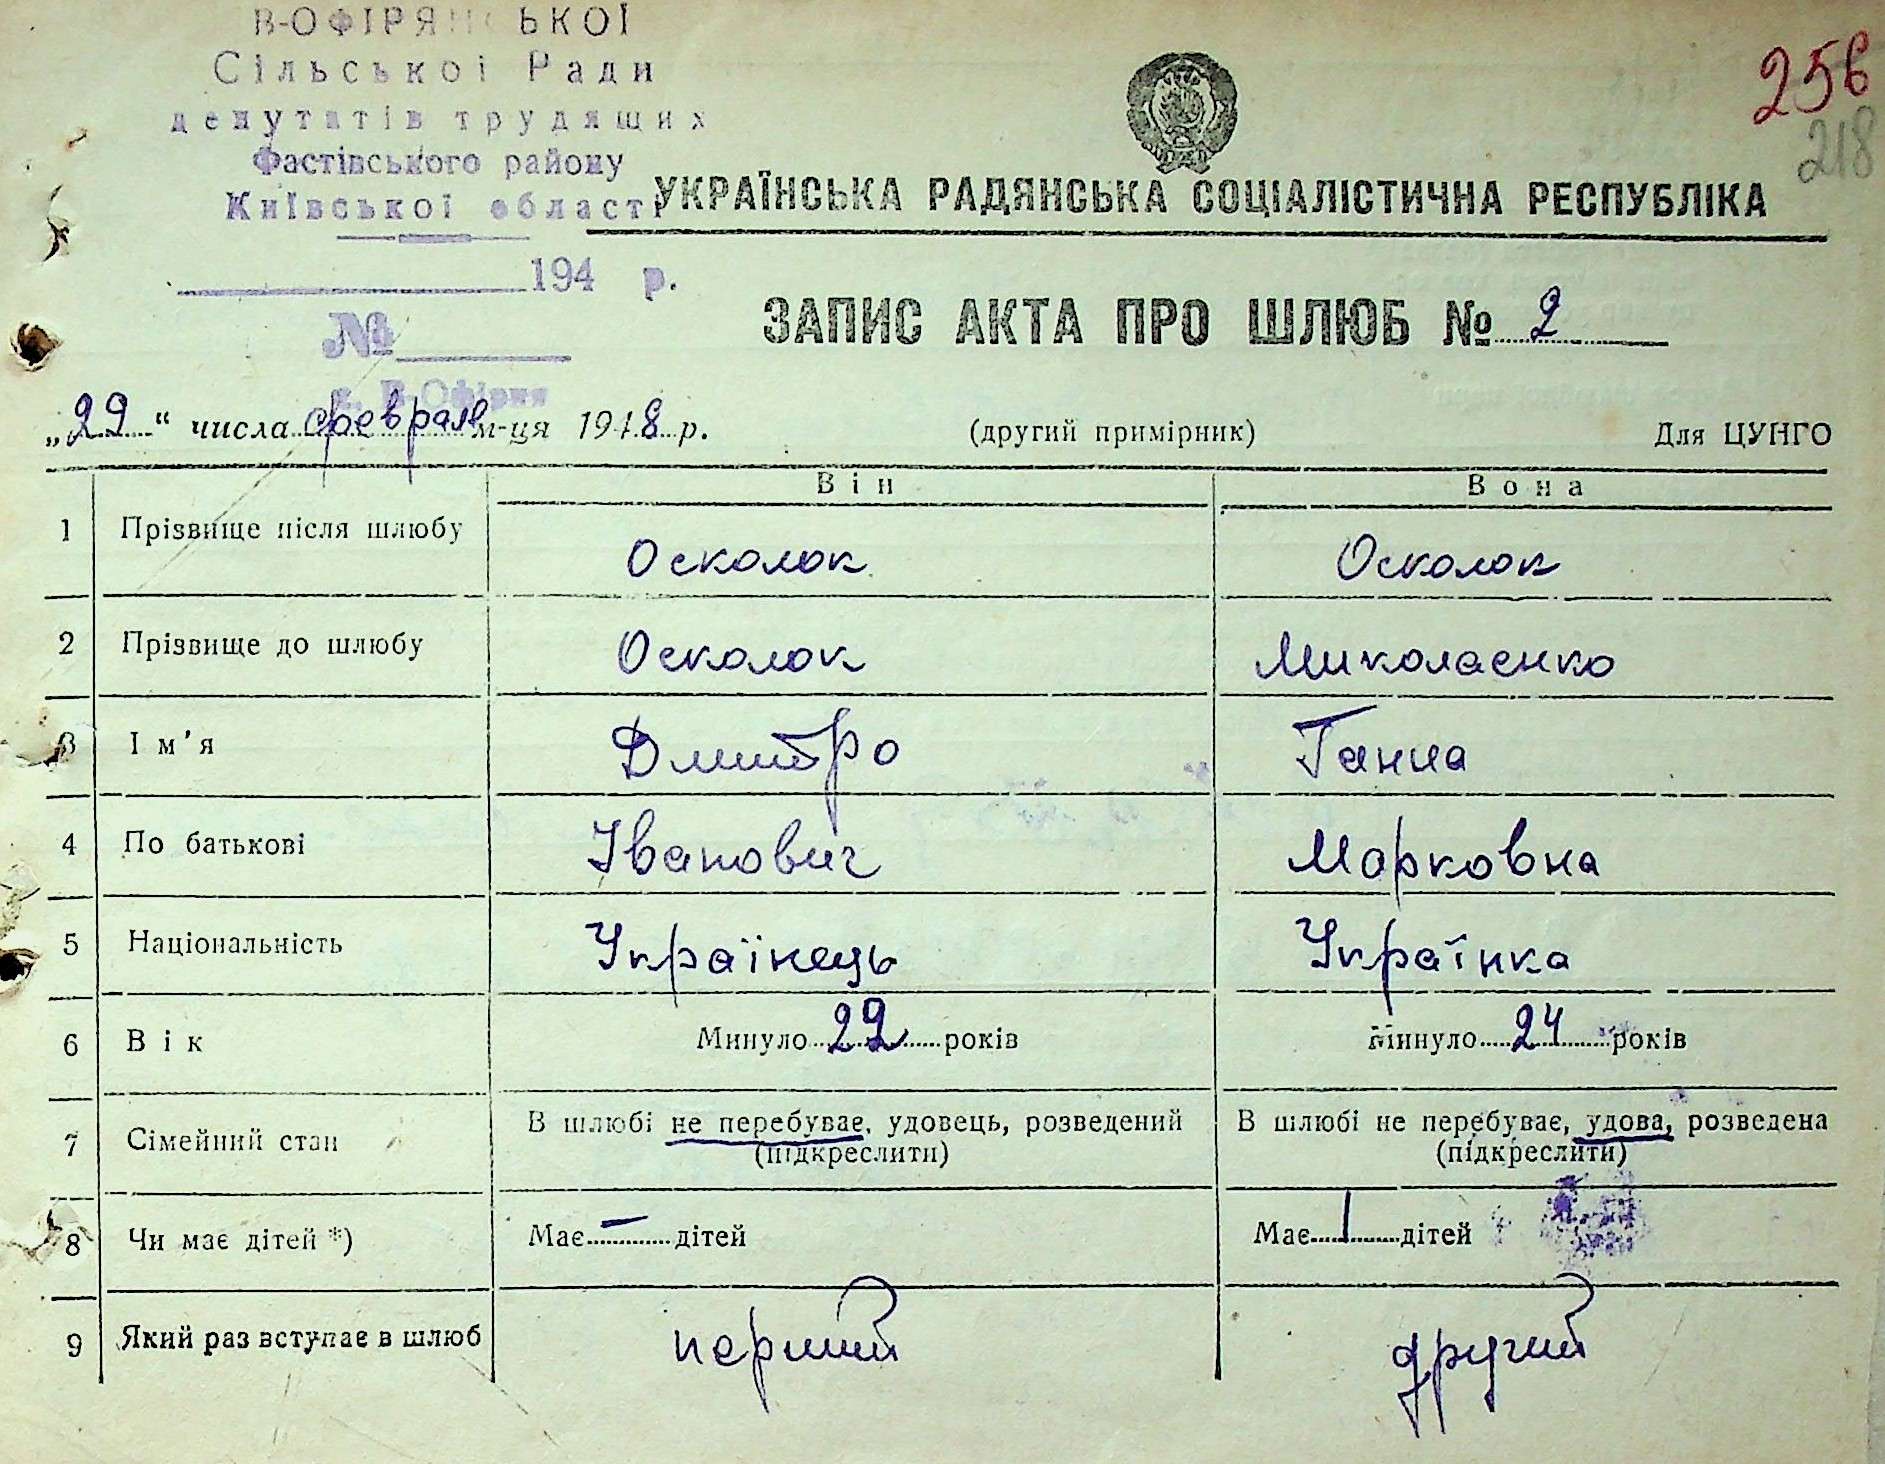 В-ОФІРЯНСЬКОЇ
Сільської Ради
депутатів трудящих
Фастівського району
Київської області
256
218
УКРАЇНСЬКА РАДЯНСЬКА СОЦІАЛІСТИЧНА РЕСПУБЛІКА
194 р.
ЗАПИС АКТА ПРО ШЛЮБ № 2
№
с. В-Офірня
„29“ числа февраля м-ця 1948 р. (другий примірник) Для ЦУНГО
Він Вона
1 Прізвище після шлюбу Осколок Осколок
2 Прізвище до шлюбу Осколок Миколаєнко
3 Ім’я Дмитро Ганна
4 По батькові Іванович Марковна
5 Національність Українець Українка
6 Вік Минуло 22 років Минуло 24 років
7 Сімейний стан В шлюбі не перебуває, удовець, розведений В шлюбі не перебуває, удова, розведена
(підкреслити) (підкреслити)
8 Чи має дітей *) Має – дітей Має 1 дітей
9 Який раз вступає в шлюб перший другий